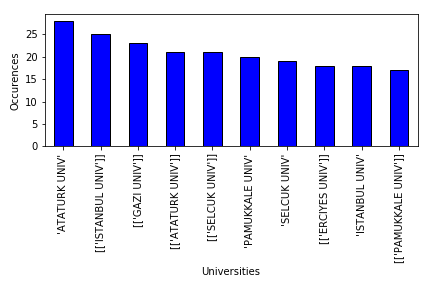 Occurences
25
20
15
10
5
0
'ATATURK UNIV'
[['ISTANBUL UNIV']]
[['GAZI UNIV']]
[['ATATURK UNIV']]
[['SELCUK UNIV']]
'PAMUKKALE UNIV'
'SELCUK UNIV'
[['ERCIYES UNIV']]
'ISTANBUL UNIV'
[['PAMUKKALE UNIV']]
Universities